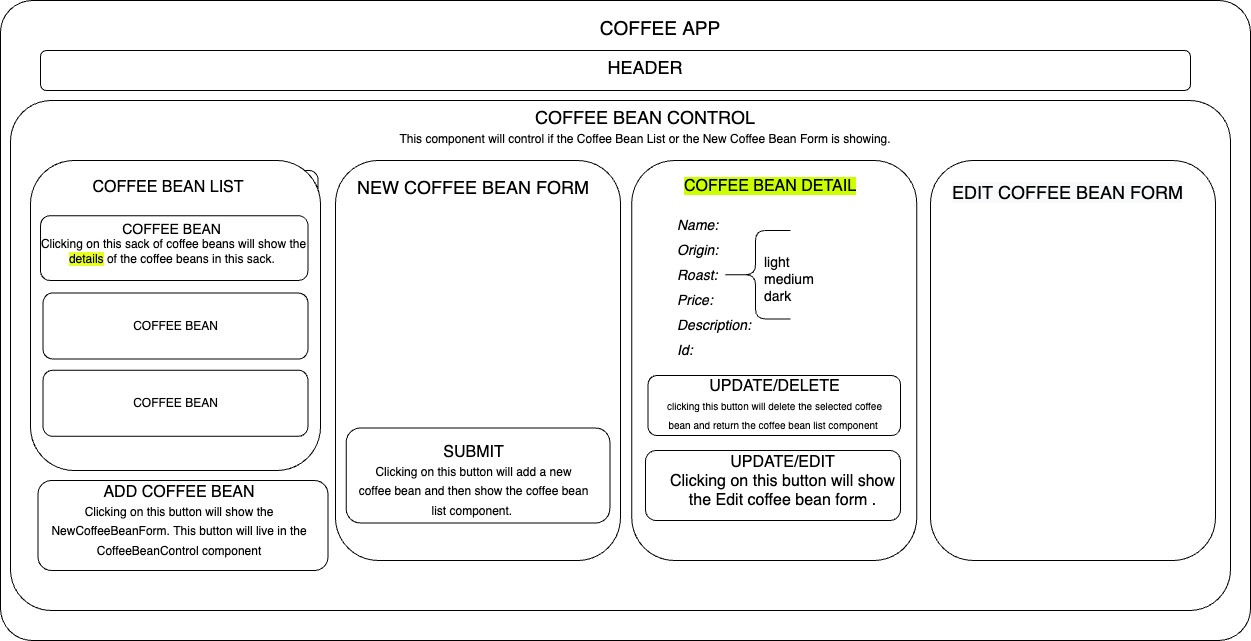 COFFEE APP
HEADER
COFFEE BEAN CONTROL
This component will control if the Coffee Bean List or the New Coffee Bean Form is showing.
COFFEE BEAN LIST
COFFEE BEAN
Clicking on this sack of coffee beans will show the
details of the coffee beans in this sack.
COFFEE BEAN
COFFEE BEAN
ADD COFFEE BEAN
Clicking on this button will show the
NewCoffeeBeanForm. This button will live in the
CoffeeBeanControl component
NEW COFFEE BEAN FORM
SUBMIT
Clicking on this button will add a new
coffee bean and then show the coffee bean
list component.
COFFEE BEAN DETAIL
Name:
Origin:
Roast:
Price:
Description:
Id:
light
medium
dark
UPDATE/DELETE
clicking this button will delete the selected coffee
bean and return the coffee bean list component
UPDATE/EDIT
Clicking on this button will show
the Edit coffee bean form .
EDIT COFFEE BEAN FORM